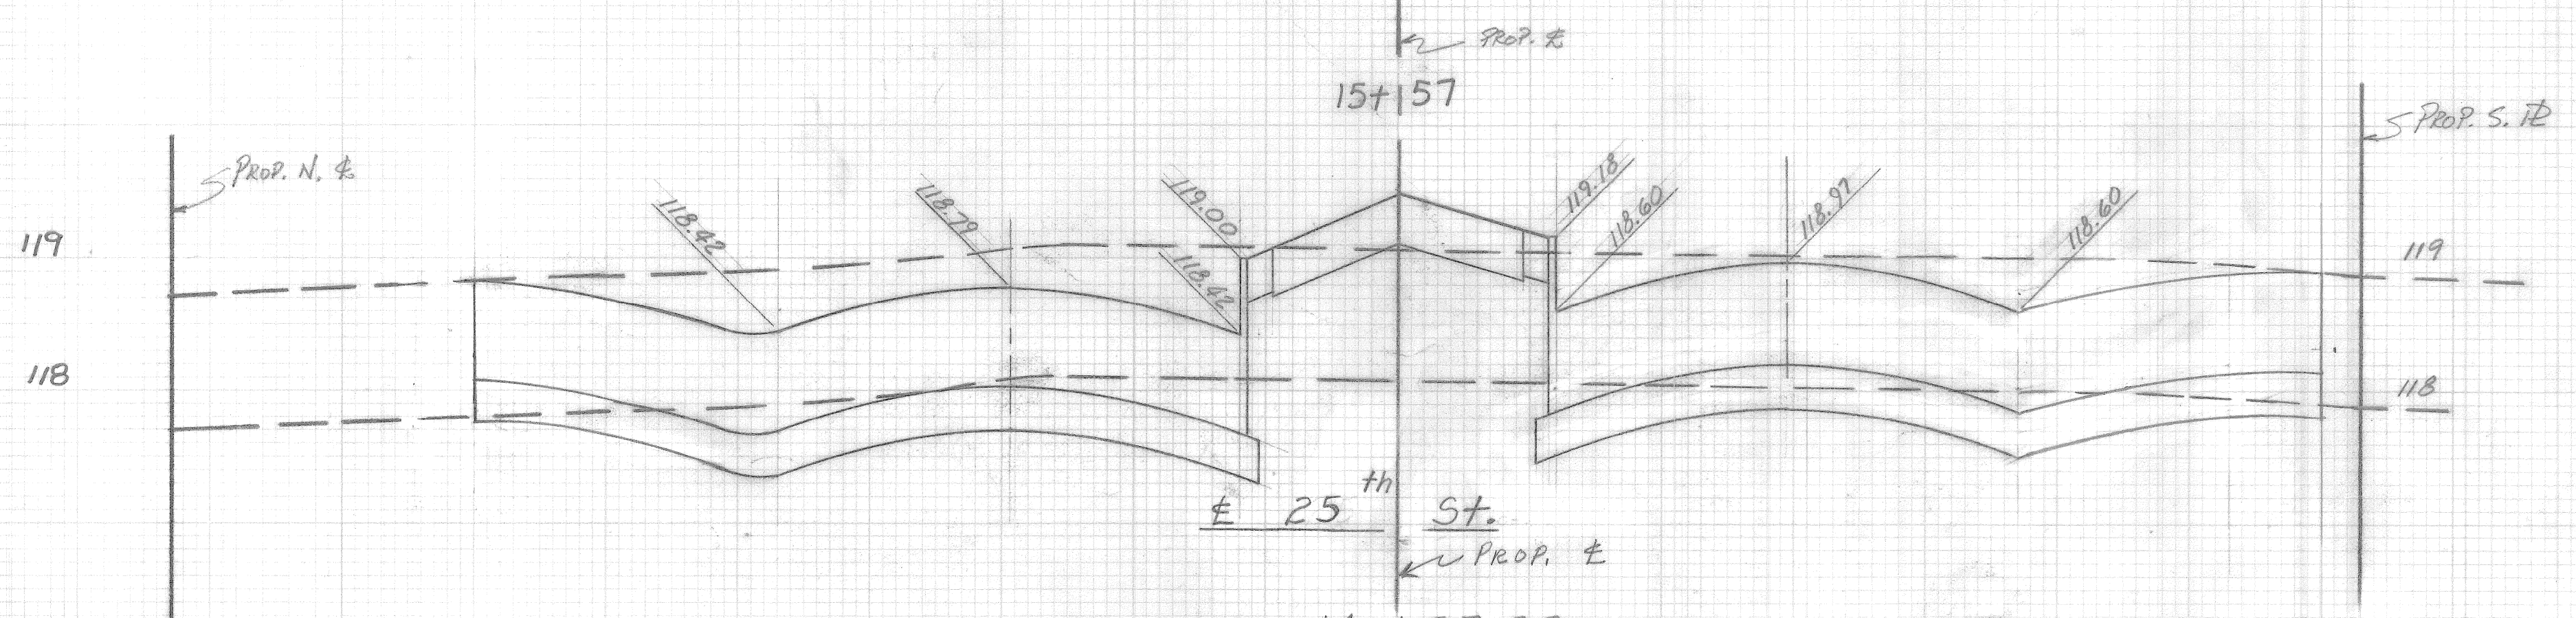 PROP. ℄
15+57
PROP. S. ⅊
PROP. N. ℄
118.42
118.79
119.00
118.42
119.18
118.60
118.97
118.60
119
119
118
118
℄ 25th St.
PROP. ℄